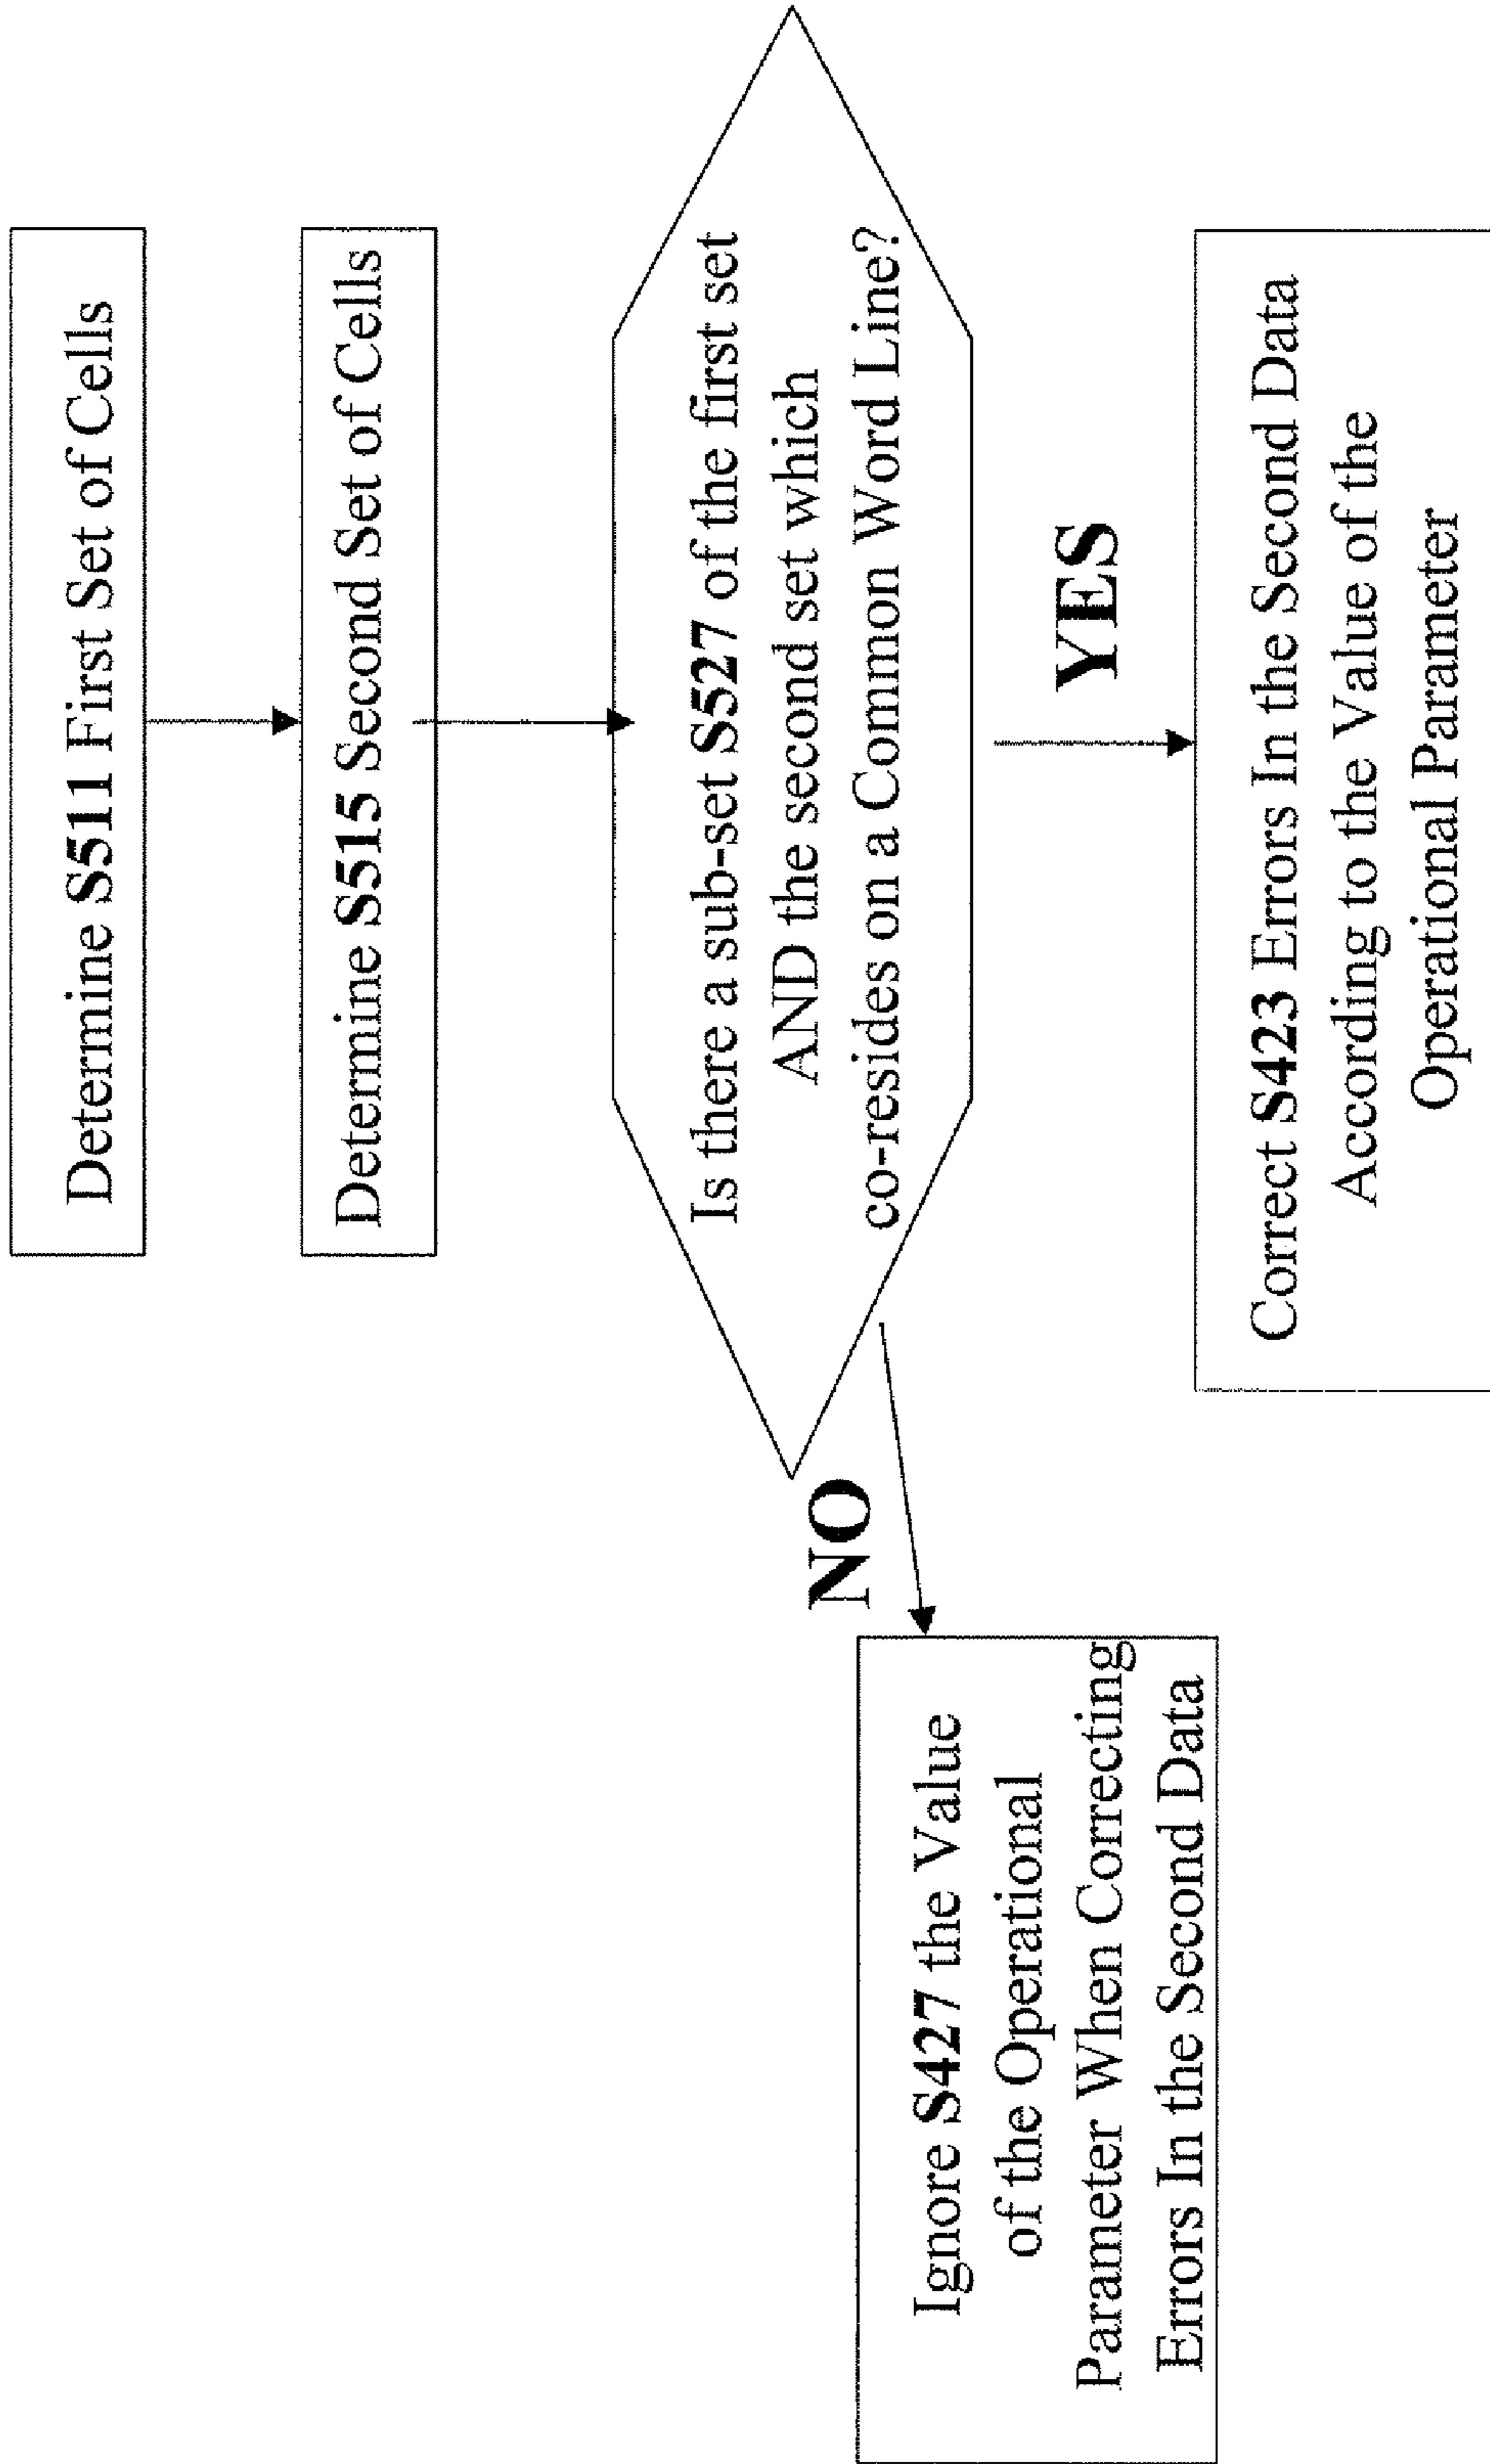 Determine S511 First Set of Cells
Determine S515 Second Set of Cells
Is there a sub-set S527 of the first set
AND the second set which
co-resides on a Common Word Line?
NO
YES
Ignore S427 the Value
of the Operational
Parameter When Correcting
Errors In the Second Data
Correct S423 Errors In the Second Data
According to the Value of the
Operational Parameter